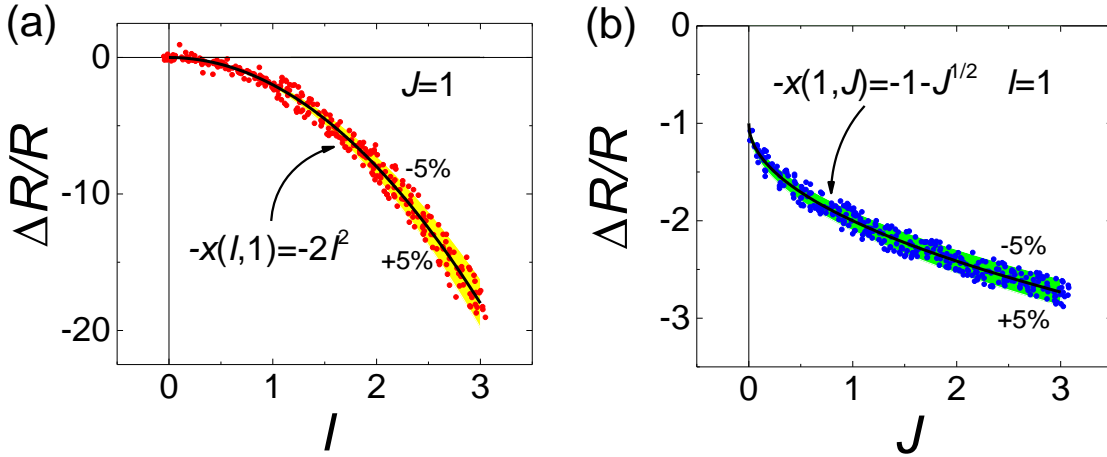 (a)
ΔR/R
0
-10
-20
J=1
-5%
-x(I,1)=-2I²
+5%
0 1 2 3
I
(b)
ΔR/R
-1
-1
-2
-3
-x(1,J)=-1-J^{1/2} I=1
-5%
+5%
0 1 2 3
J